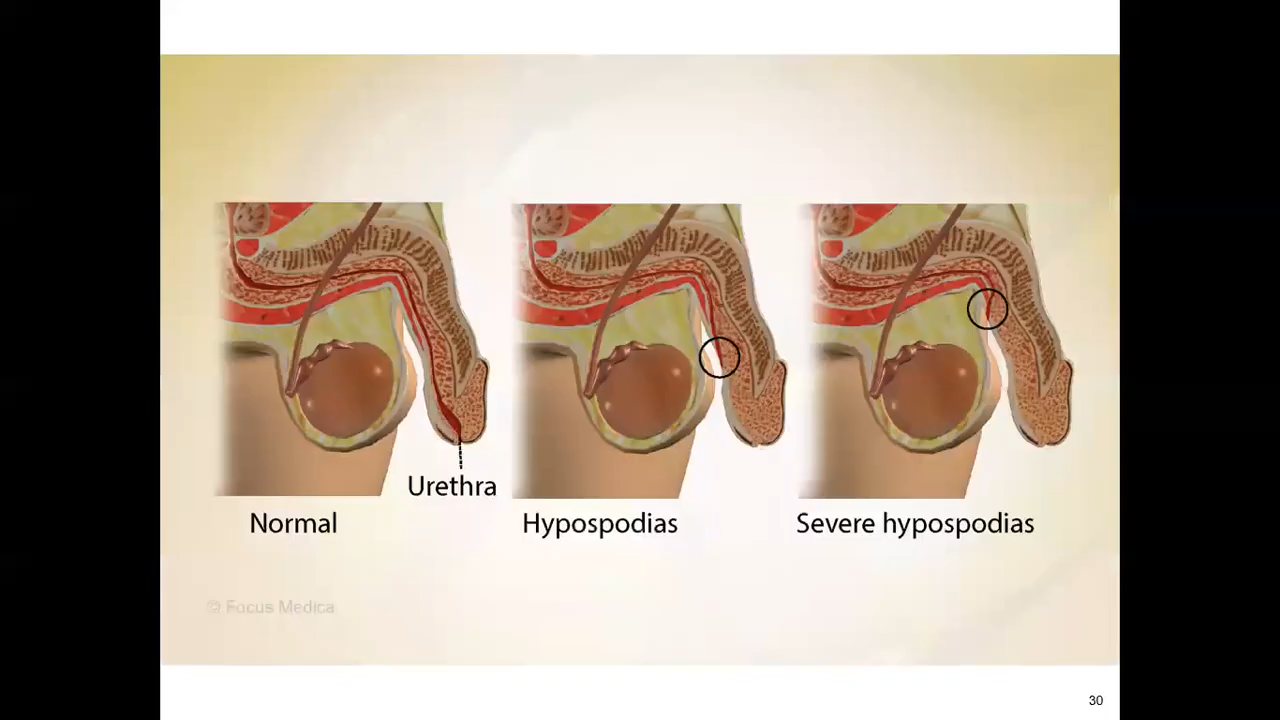 Urethra
Normal
Hypospodias
Severe hypospodias
© Focus Medica
30